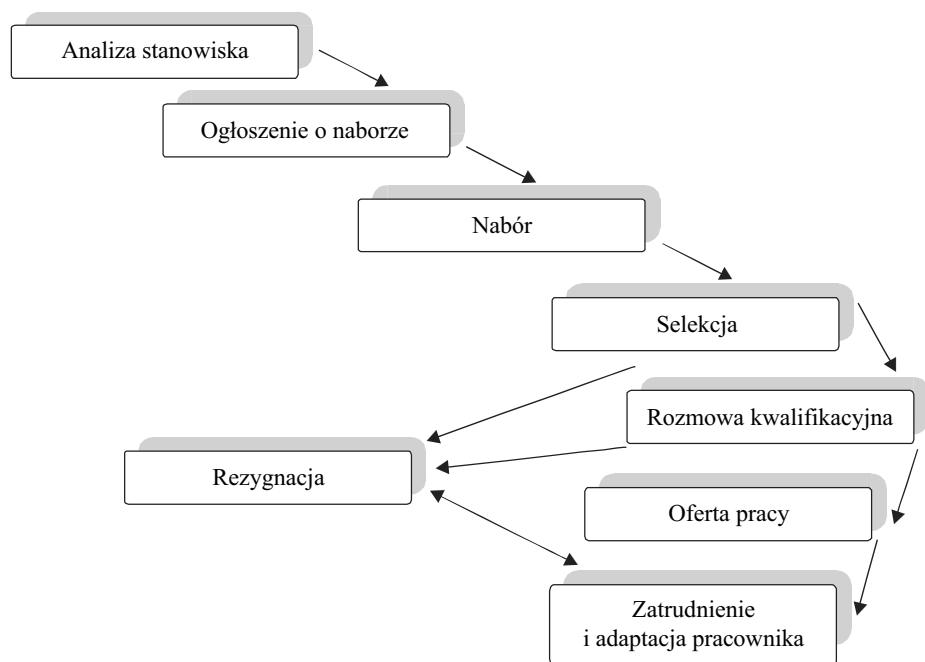 Analiza stanowiska
Ogłoszenie o naborze
Nabór
Selekcja
Rozmowa kwalifikacyjna
Rezygnacja
Oferta pracy
Zatrudnienie
i adaptacja pracownika